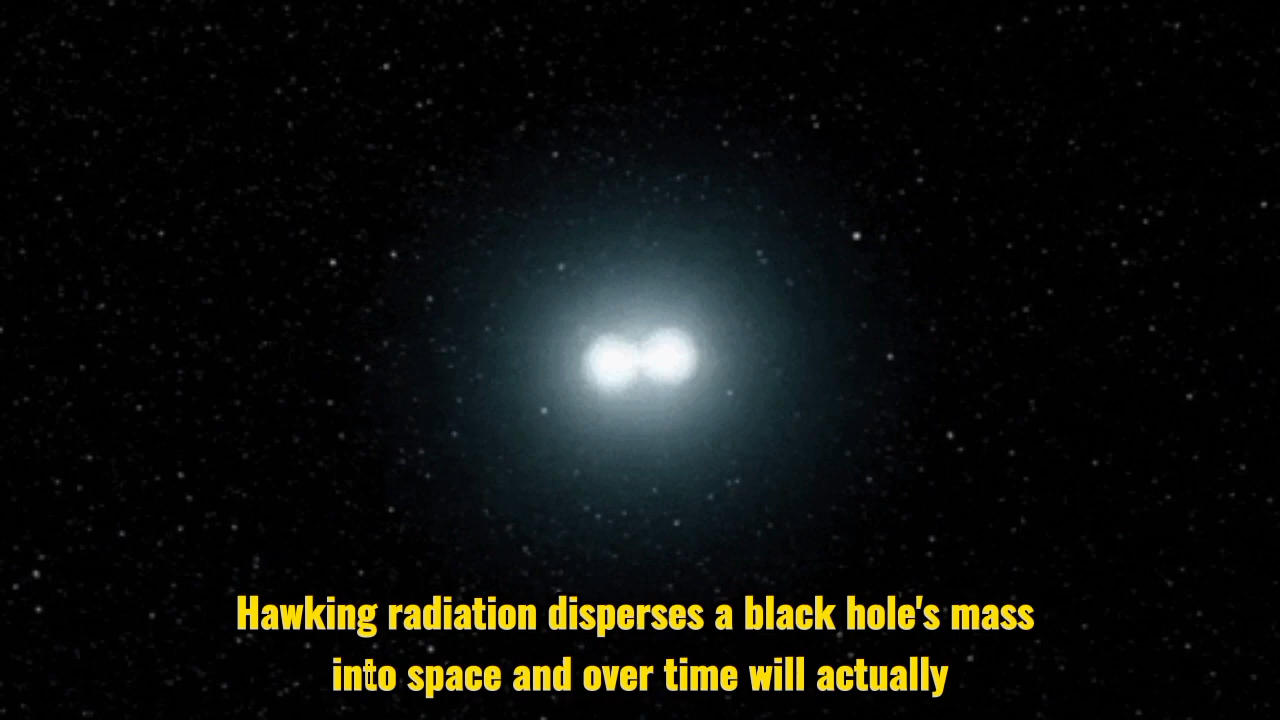 Hawking radiation disperses a black hole's mass
into space and over time will actually